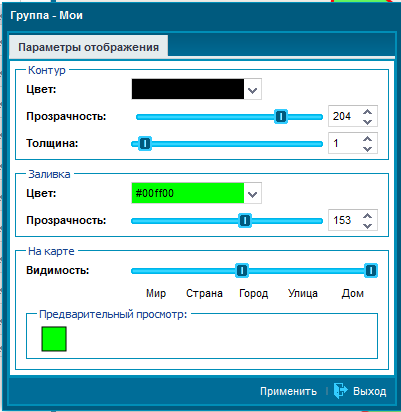 Группа - Мои
Параметры отображения
Контур
Цвет:
Прозрачность: 204
Толщина: 1
Заливка
Цвет: #00ff00
Прозрачность: 153
На карте
Видимость:
Мир Страна Город Улица Дом
Предварительный просмотр:
Применить Выход